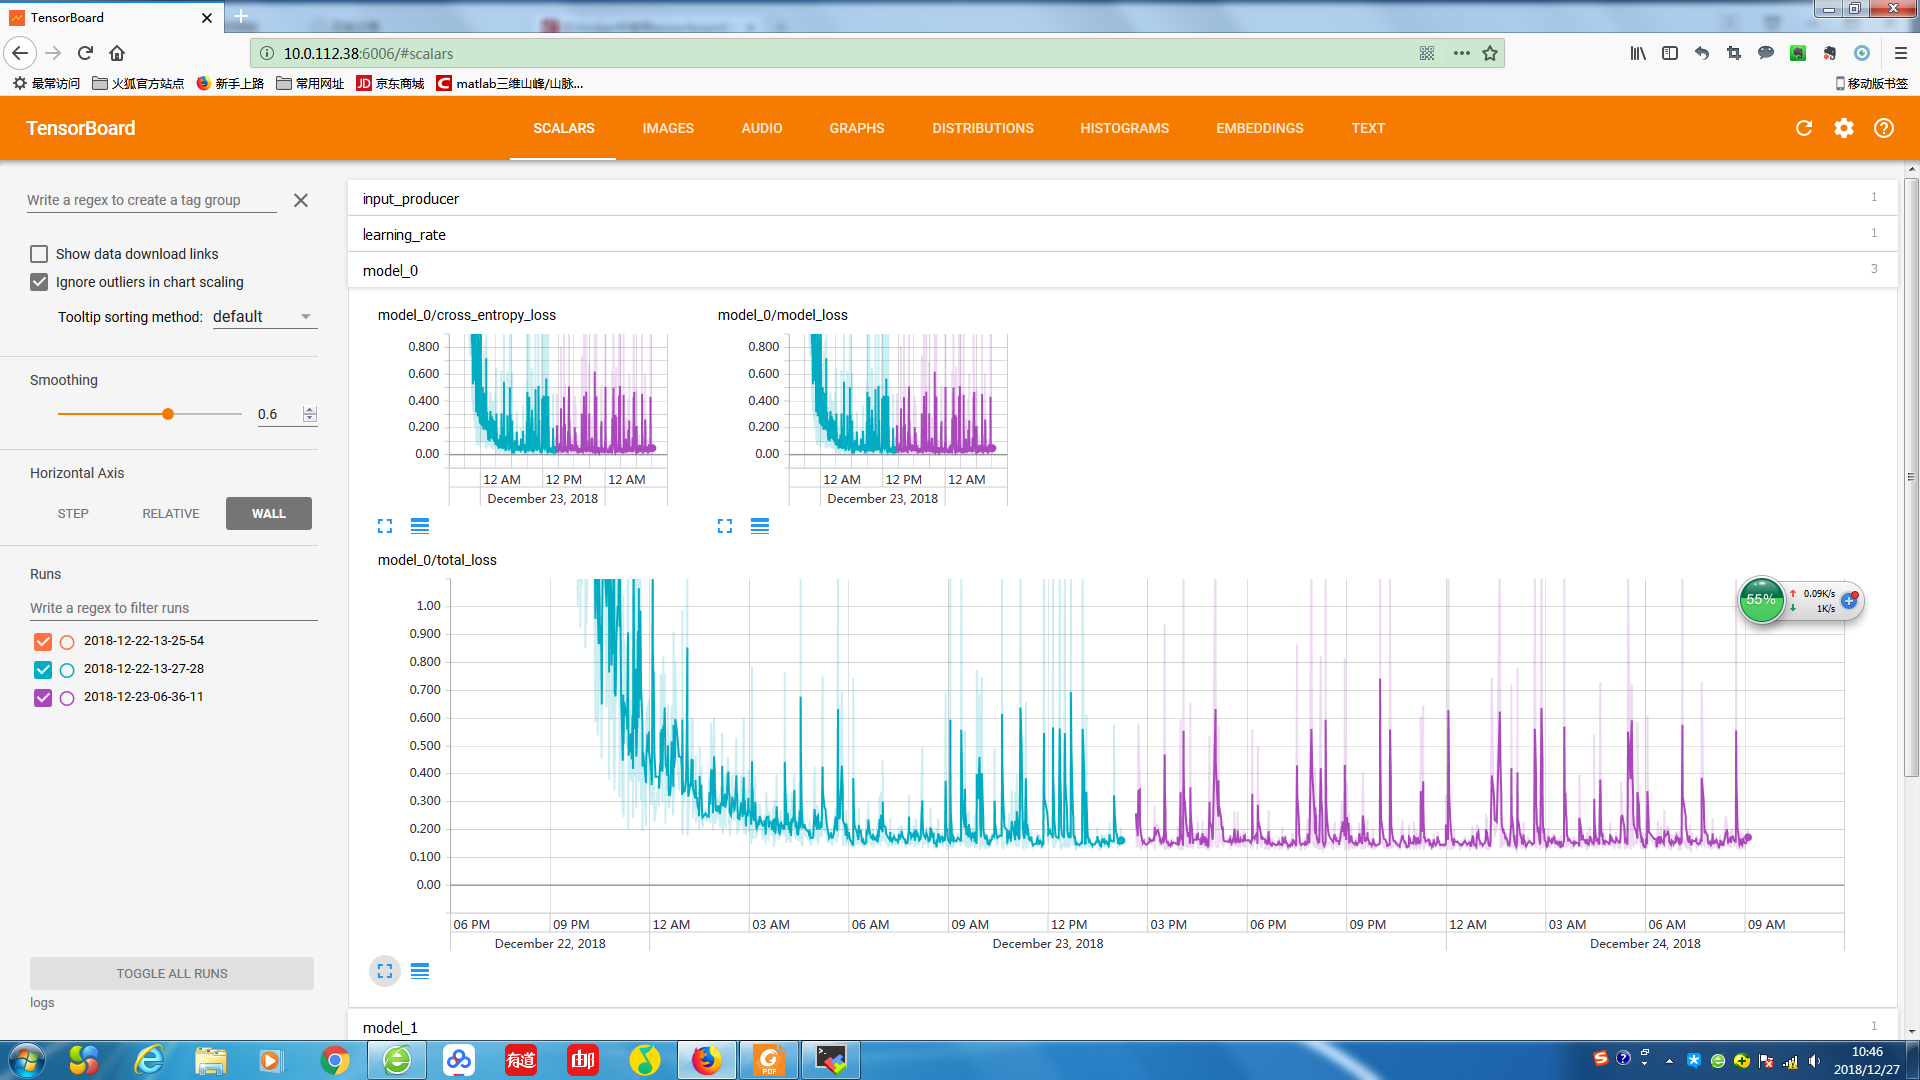 TensorBoard
10.0.112.38:6006/#scalars
最常访问 火狐官方站点 新手上路 常用网址 JD 京东商城 C matlab三维山峰/山脉... 移动版书签
TensorBoard SCALARS IMAGES AUDIO GRAPHS DISTRIBUTIONS HISTOGRAMS EMBEDDINGS TEXT
Write a regex to create a tag group
Show data download links
Ignore outliers in chart scaling
Tooltip sorting method: default
Smoothing
0.6
Horizontal Axis
STEP RELATIVE WALL
Runs
Write a regex to filter runs
2018-12-22-13-25-54
2018-12-22-13-27-28
2018-12-23-06-36-11
TOGGLE ALL RUNS
logs
input_producer 1
learning_rate 1
model_0 3
model_0/cross_entropy_loss
0.800
0.600
0.400
0.200
0.00
12 AM 12 PM 12 AM
December 23, 2018
model_0/model_loss
0.800
0.600
0.400
0.200
0.00
12 AM 12 PM 12 AM
December 23, 2018
model_0/total_loss
1.00
0.900
0.800
0.700
0.600
0.500
0.400
0.300
0.200
0.100
0.00
06 PM 09 PM 12 AM 03 AM 06 AM 09 AM 12 PM 03 PM 06 PM 09 PM 12 AM 03 AM 06 AM 09 AM
December 22, 2018 December 23, 2018 December 24, 2018
55% 0.09K/s
1K/s
model_1 1
有道 邮 PDF
10:46
2018/12/27